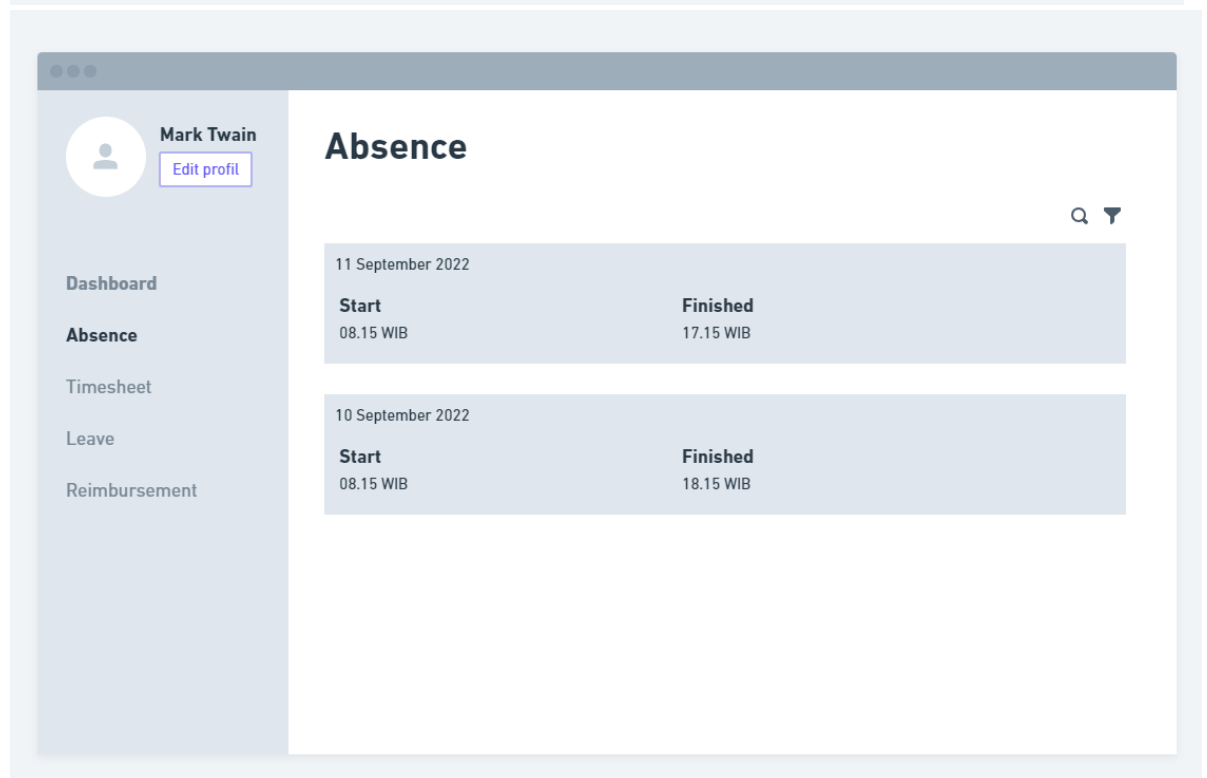 Mark Twain
Edit profil
Dashboard
Absence
Timesheet
Leave
Reimbursement
Absence
11 September 2022
Start Finished
08.15 WIB 17.15 WIB
10 September 2022
Start Finished
08.15 WIB 18.15 WIB